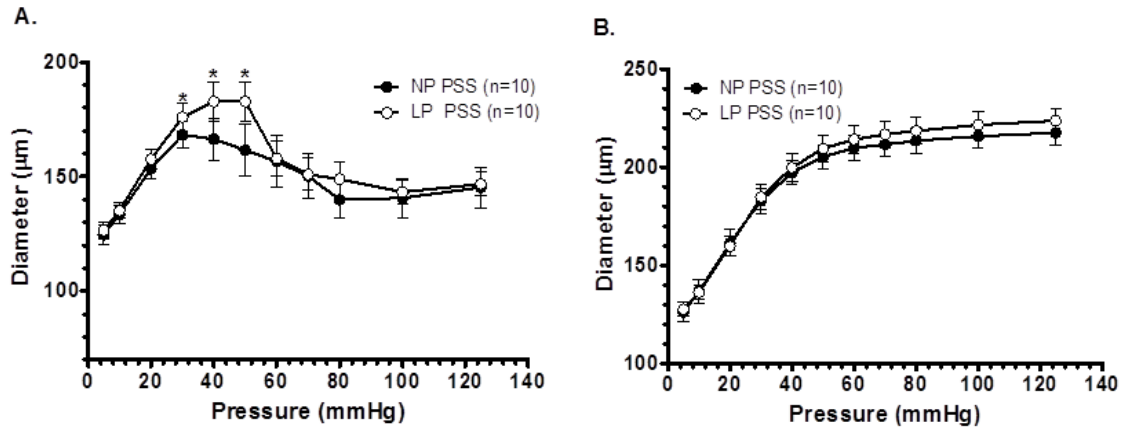 A.
200
150
100
0 20 40 60 80 100 120 140
Diameter (µm)
Pressure (mmHg)
NP PSS (n=10)
LP PSS (n=10)
* * *
B.
250
200
150
100
0 20 40 60 80 100 120 140
Diameter (µm)
Pressure (mmHg)
NP PSS (n=10)
LP PSS (n=10)